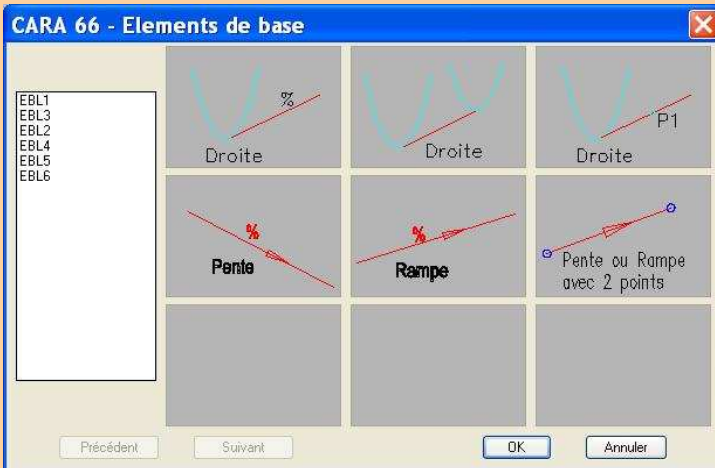 CARA 66 - Elements de base
EBL1
EBL3
EBL2
EBL4
EBL5
EBL6
%
Droite
Droite
P1
Droite
%
Pente
%
Rampe
Pente ou Rampe
avec 2 points
Précédent
Suivant
OK
Annuler